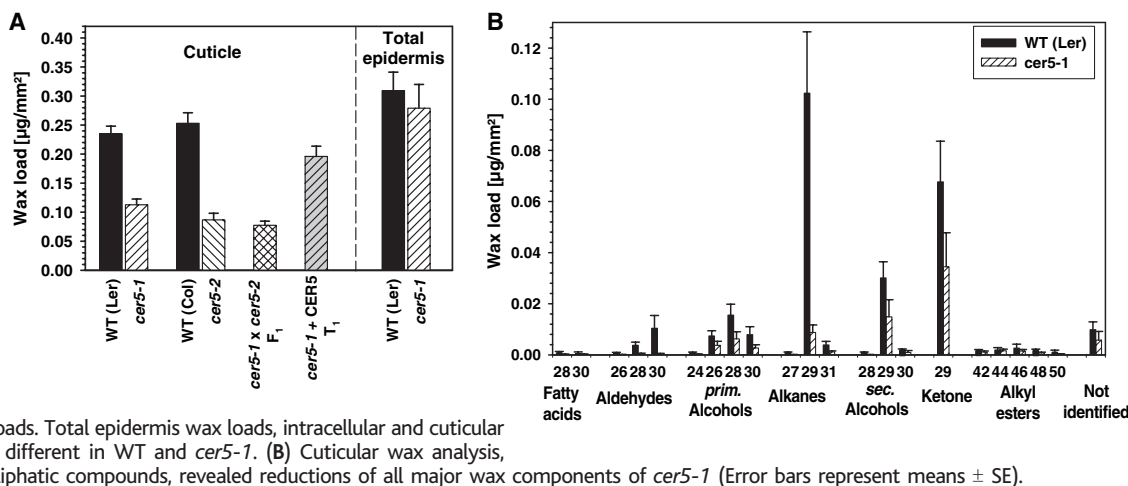 A
Wax load [µg/mm²]
0.40
0.35
0.30
0.25
0.20
0.15
0.10
0.05
0.00
Cuticle
Total
epidermis
WT (Ler)
cer5-1
WT (Col)
cer5-2
cer5-1 x cer5-2
F1
cer5-1 + CER5
T1
WT (Ler)
cer5-1
B
Wax load [µg/mm²]
0.12
0.10
0.08
0.06
0.04
0.02
0.00
WT (Ler)
cer5-1
28 30 26 28 30 24 26 28 30 27 29 31 28 29 30 29 42 44 46 48 50
Fatty
acids
Aldehydes
prim.
Alcohols
Alkanes
sec.
Alcohols
Ketone
Alkyl
esters
Not
identified
oads. Total epidermis wax loads, intracellular and cuticular
different in WT and cer5-1. (B) Cuticular wax analysis,
liphatic compounds, revealed reductions of all major wax components of cer5-1 (Error bars represent means ± SE).